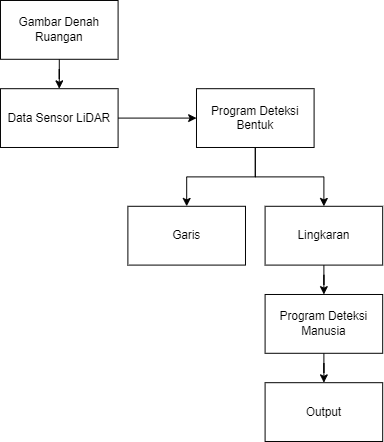 Gambar Denah
Ruangan
Data Sensor LiDAR
Program Deteksi
Bentuk
Garis
Lingkaran
Program Deteksi
Manusia
Output